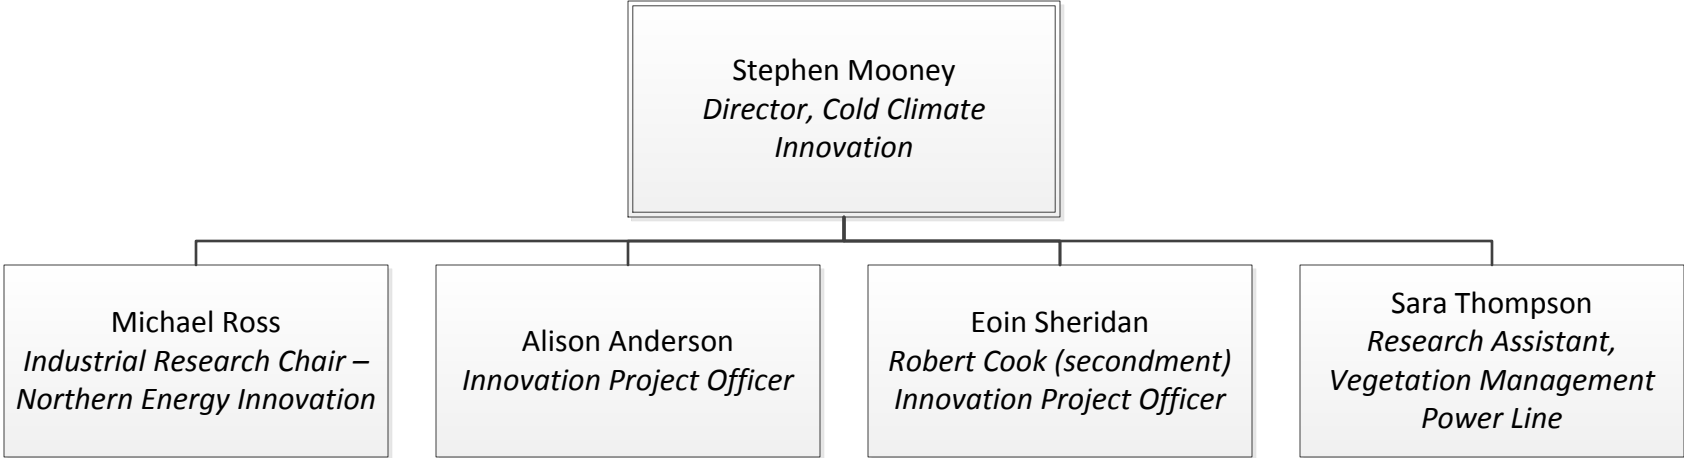 Stephen Mooney
Director, Cold Climate
Innovation
Michael Ross
Industrial Research Chair –
Northern Energy Innovation
Alison Anderson
Innovation Project Officer
Eoin Sheridan
Robert Cook (secondment)
Innovation Project Officer
Sara Thompson
Research Assistant,
Vegetation Management
Power Line